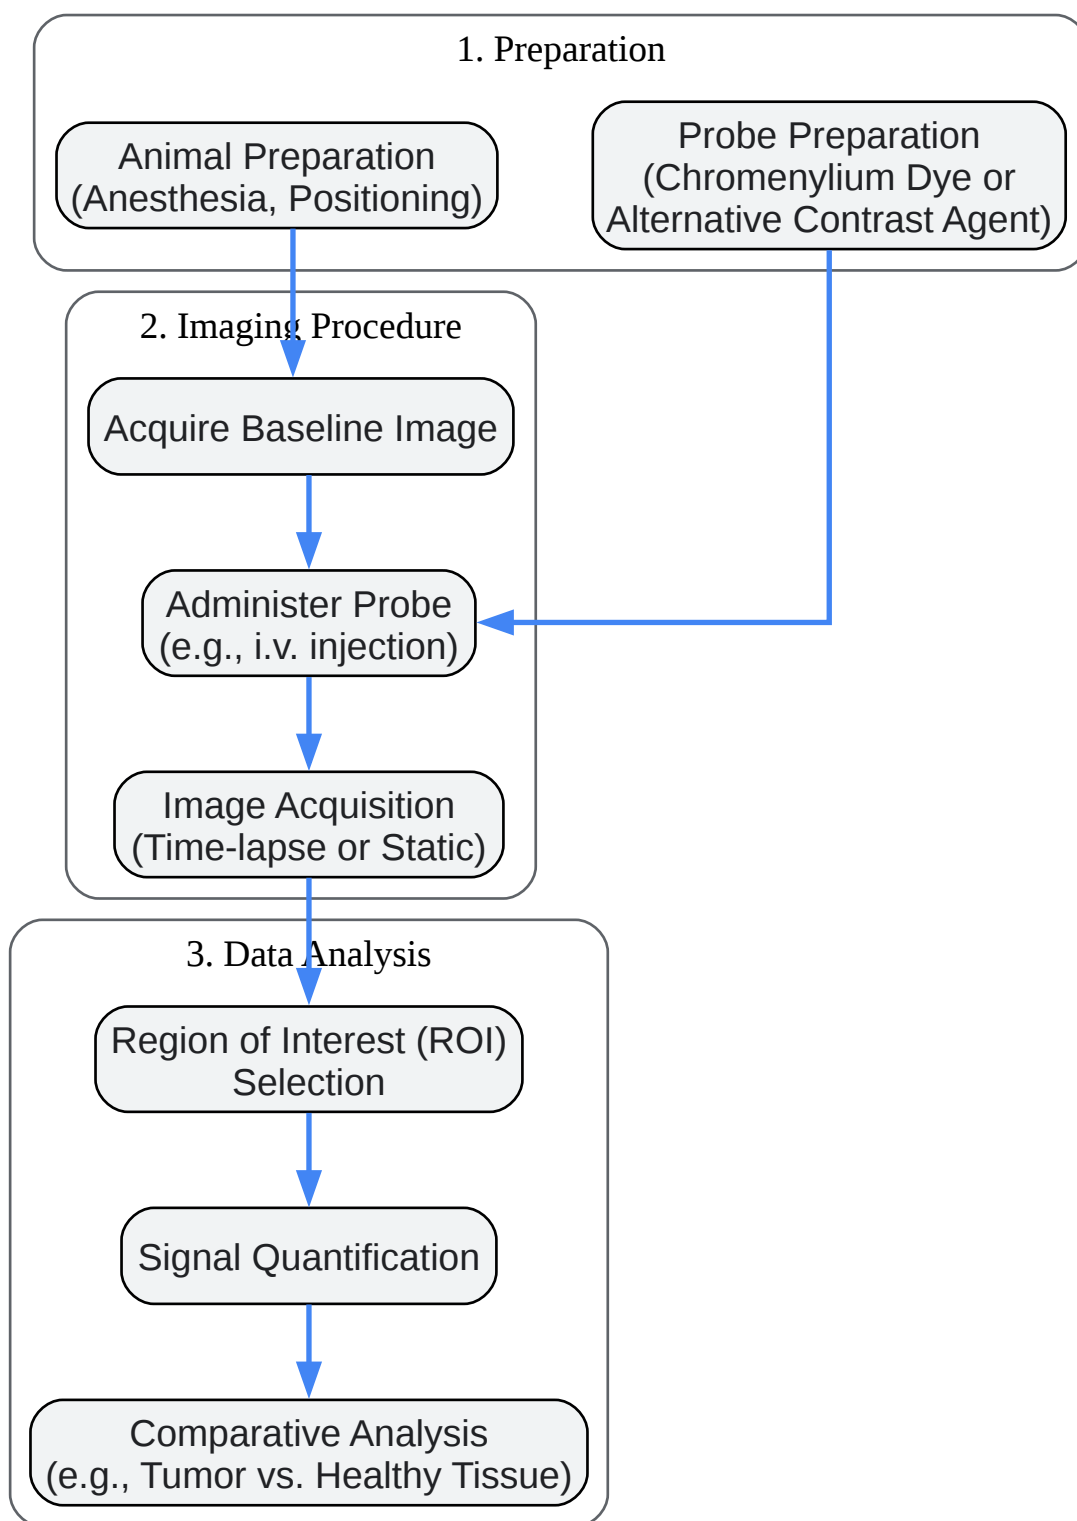 1. Preparation
Animal Preparation
(Anesthesia, Positioning)
Probe Preparation
(Chromenylium Dye or
Alternative Contrast Agent)
2. Imaging Procedure
Acquire Baseline Image
Administer Probe
(e.g., i.v. injection)
Image Acquisition
(Time-lapse or Static)
3. Data Analysis
Region of Interest (ROI)
Selection
Signal Quantification
Comparative Analysis
(e.g., Tumor vs. Healthy Tissue)